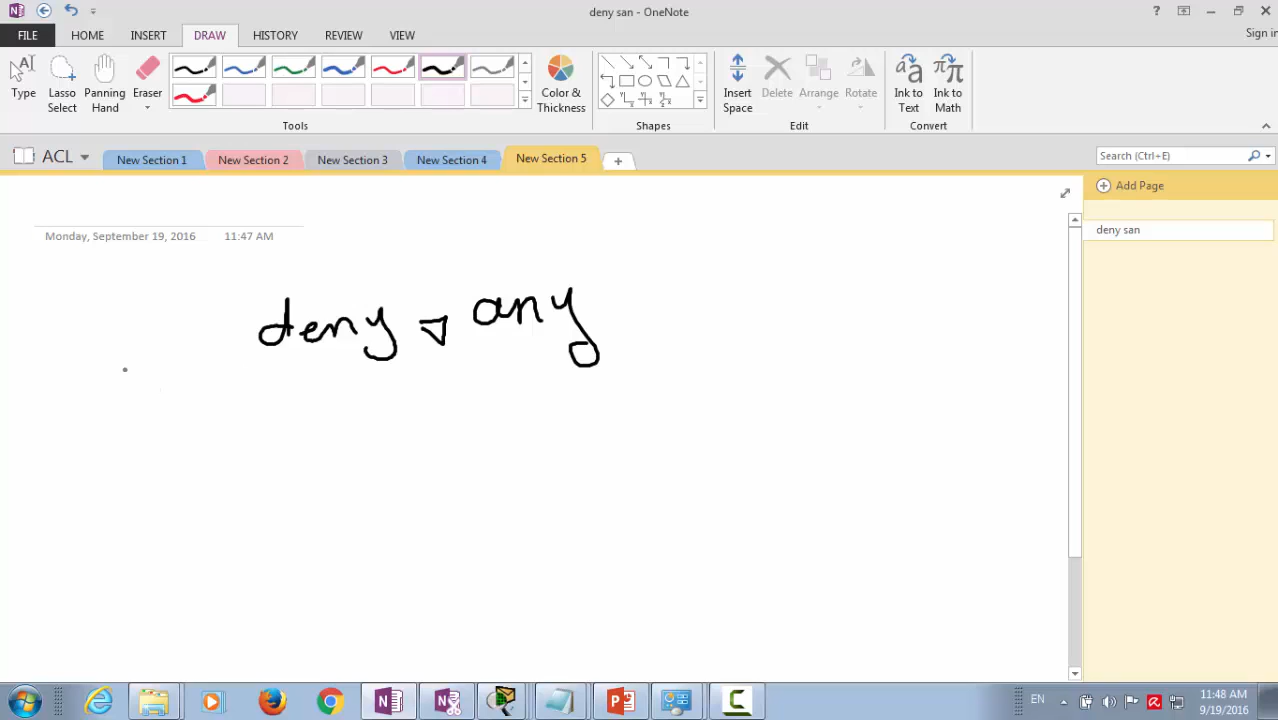 deny san - OneNote
?
FILE HOME INSERT DRAW HISTORY REVIEW VIEW
Sign in
Type
Lasso Select
Panning Hand
Eraser
Color & Thickness
Insert Space
Delete
Arrange
Rotate
Ink to Text
Ink to Math
Tools
Shapes
Edit
Convert
ACL New Section 1 New Section 2 New Section 3 New Section 4 New Section 5 +
Search (Ctrl+E)
Add Page
deny san
Monday, September 19, 2016 11:47 AM
deny any
EN
11:48 AM
9/19/2016